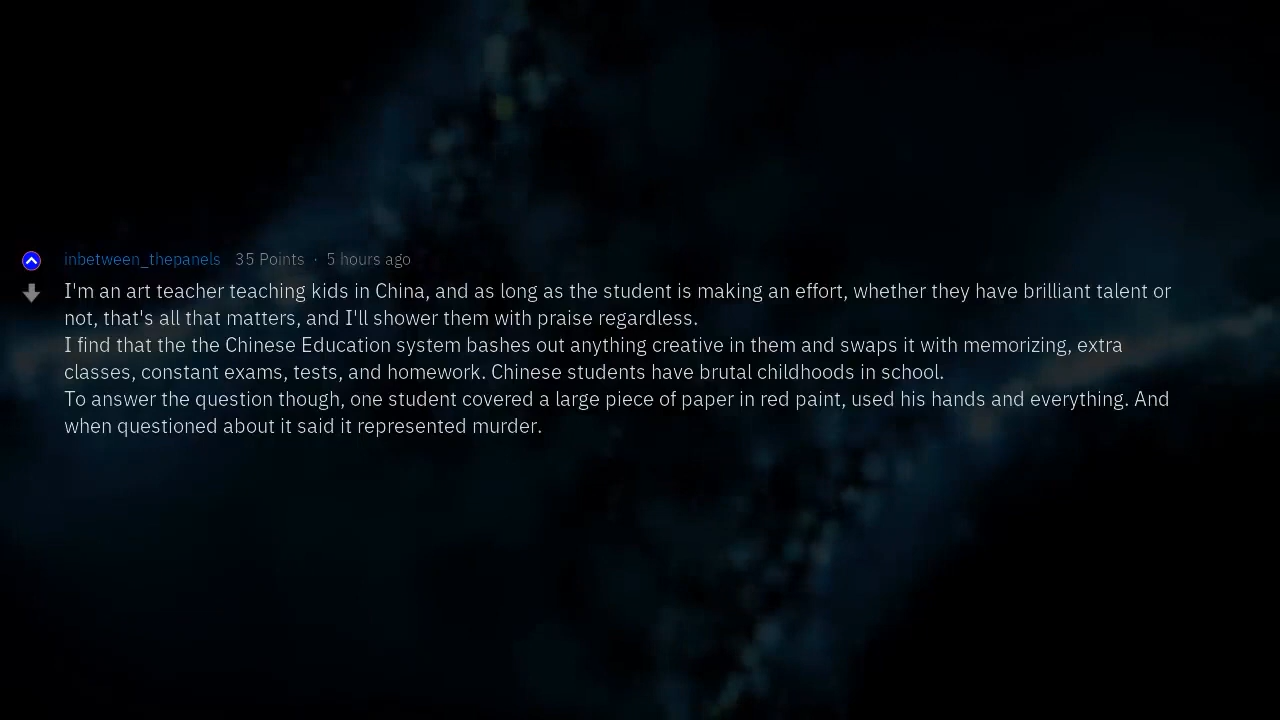 inbetween_thepanels 35 Points · 5 hours ago
I'm an art teacher teaching kids in China, and as long as the student is making an effort, whether they have brilliant talent or
not, that's all that matters, and I'll shower them with praise regardless.
I find that the the Chinese Education system bashes out anything creative in them and swaps it with memorizing, extra
classes, constant exams, tests, and homework. Chinese students have brutal childhoods in school.
To answer the question though, one student covered a large piece of paper in red paint, used his hands and everything. And
when questioned about it said it represented murder.